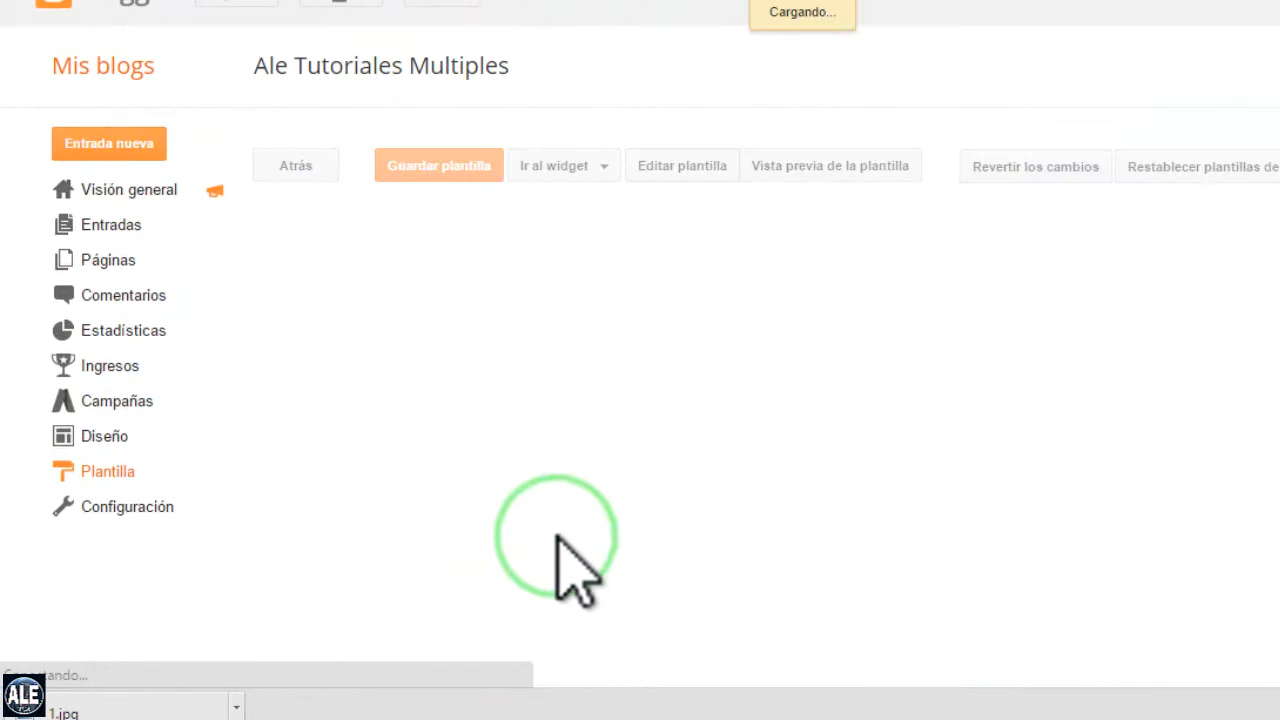 Cargando...
Mis blogs
Ale Tutoriales Multiples
Entrada nueva
Atrás
Guardar plantilla
Ir al widget
Editar plantilla
Vista previa de la plantilla
Revertir los cambios
Restablecer plantillas de
Visión general
Entradas
Páginas
Comentarios
Estadísticas
Ingresos
Campañas
Diseño
Plantilla
Configuración
ALE
1.jpg